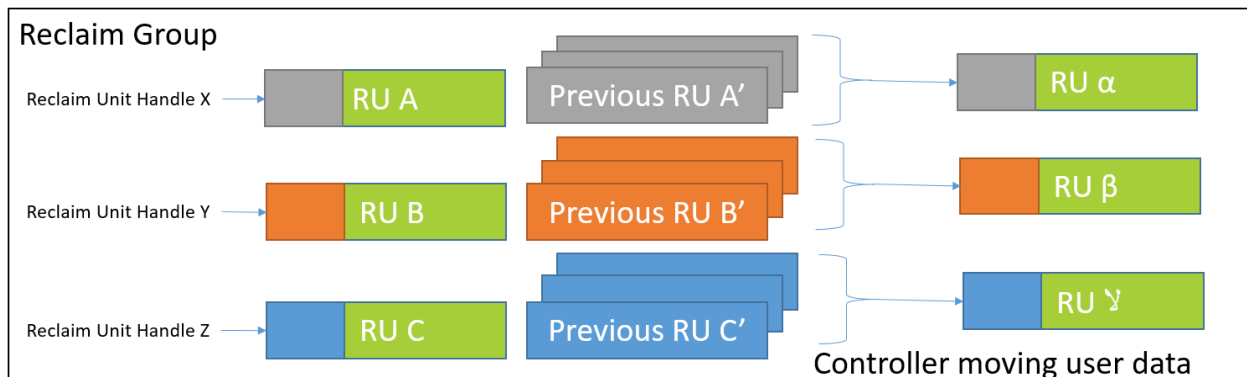 Reclaim Group
Reclaim Unit Handle X
RU A
Previous RU A’
RU α
Reclaim Unit Handle Y
RU B
Previous RU B’
RU β
Reclaim Unit Handle Z
RU C
Previous RU C’
RU لا
Controller moving user data